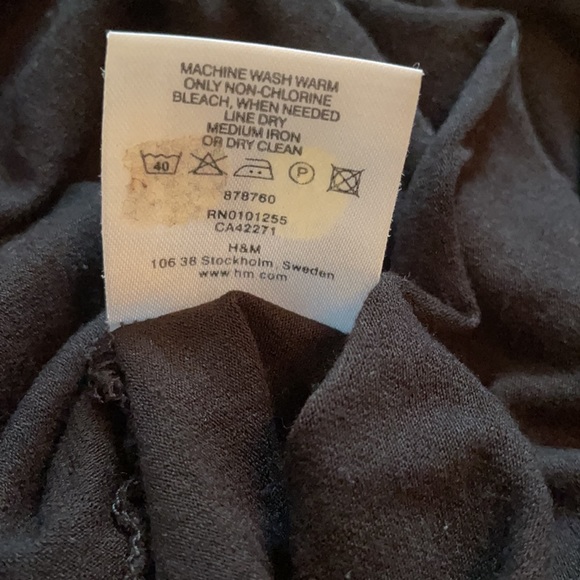 MACHINE WASH WARM
ONLY NON-CHLORINE
BLEACH, WHEN NEEDED
LINE DRY
MEDIUM IRON
OR DRY CLEAN
40 P
878760
RN0101255
CA42271
H&M
106 38 Stockholm, Sweden
www.hm.com